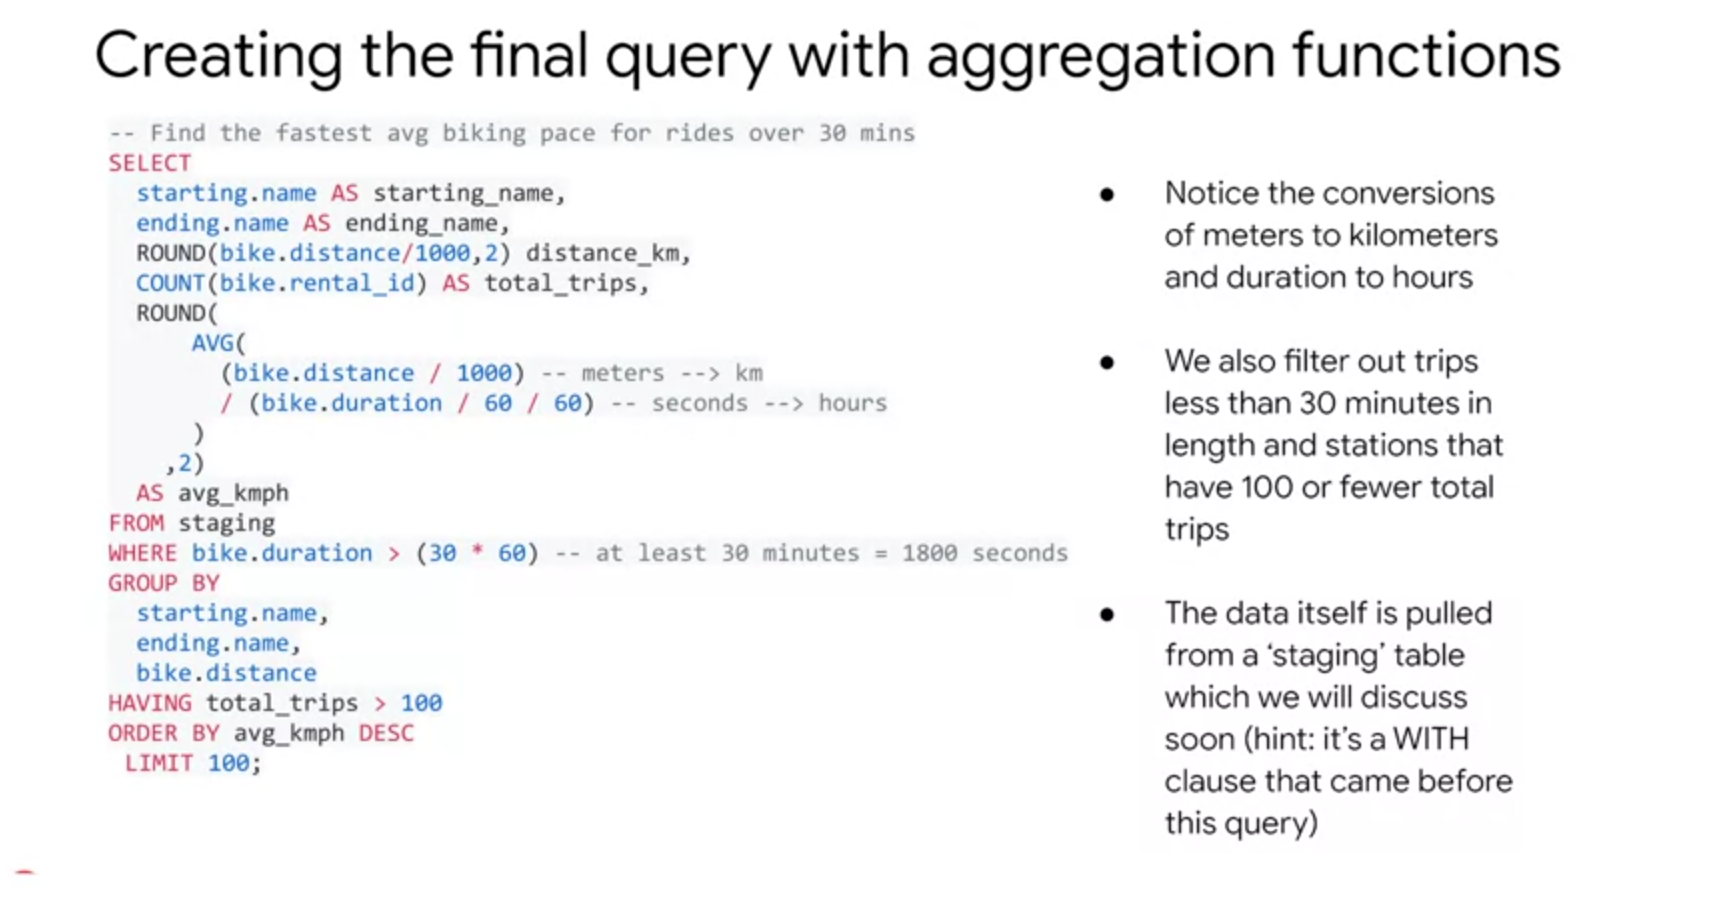 Creating the final query with aggregation functions
-- Find the fastest avg biking pace for rides over 30 mins
SELECT
  starting.name AS starting_name,
  ending.name AS ending_name,
  ROUND(bike.distance/1000,2) distance_km,
  COUNT(bike.rental_id) AS total_trips,
  ROUND(
      AVG(
        (bike.distance / 1000) -- meters --> km
        / (bike.duration / 60 / 60) -- seconds --> hours
      )
    ,2)
  AS avg_kmph
FROM staging
WHERE bike.duration > (30 * 60) -- at least 30 minutes = 1800 seconds
GROUP BY
  starting.name,
  ending.name,
  bike.distance
HAVING total_trips > 100
ORDER BY avg_kmph DESC
 LIMIT 100;
● Notice the conversions
of meters to kilometers
and duration to hours
● We also filter out trips
less than 30 minutes in
length and stations that
have 100 or fewer total
trips
● The data itself is pulled
from a ‘staging’ table
which we will discuss
soon (hint: it’s a WITH
clause that came before
this query)